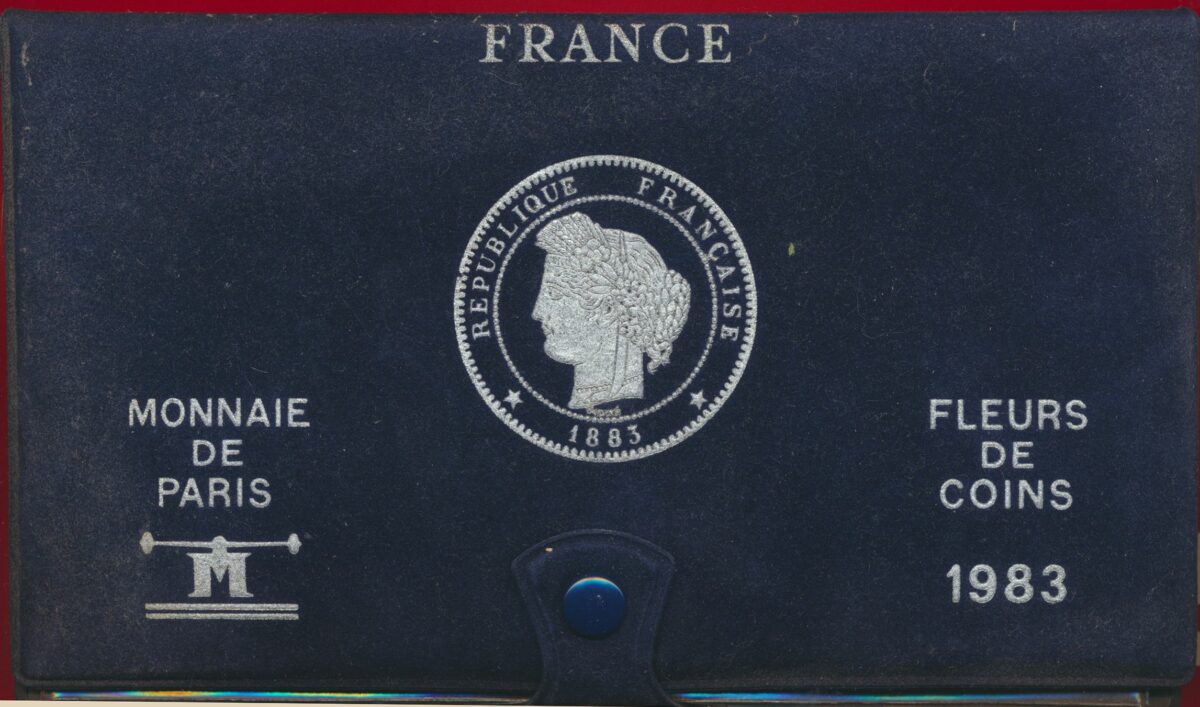 FRANCE
REPUBLIQUE FRANÇAISE
1883
MONNAIE
DE
PARIS
M
FLEURS
DE
COINS
1983